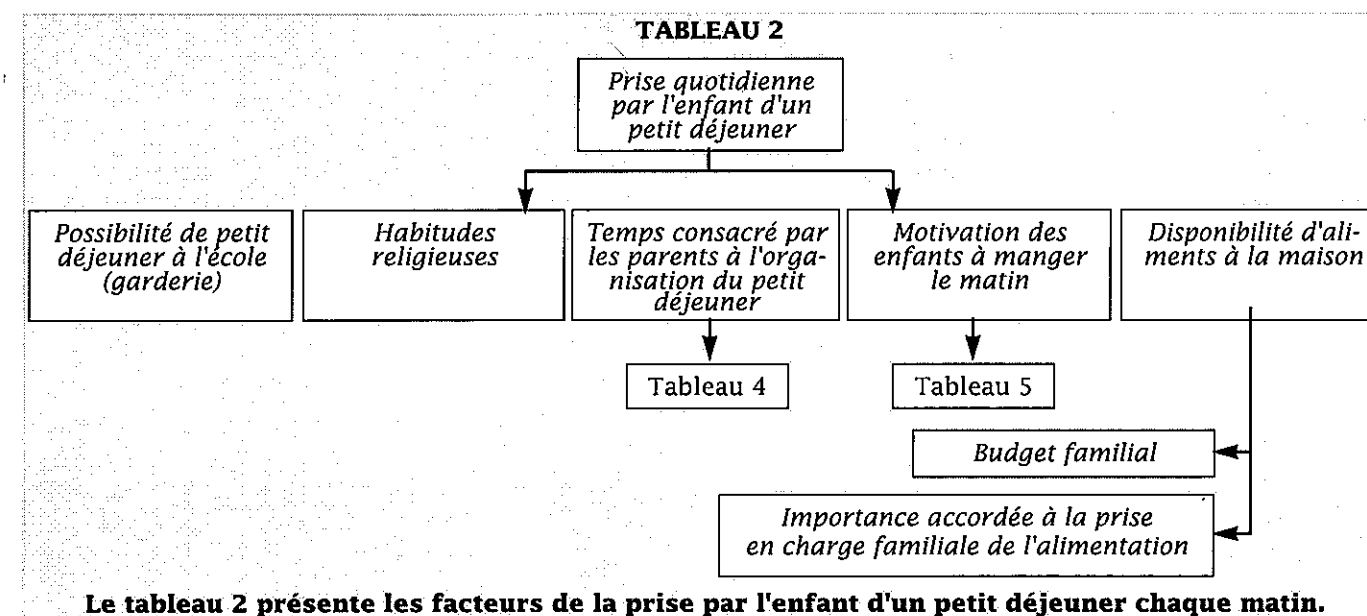 TABLEAU 2
Prise quotidienne
par l'enfant d'un
petit déjeuner
Possibilité de petit
déjeuner à l'école
(garderie)
Habitudes
religieuses
Temps consacré par
les parents à l'orga-
nisation du petit
déjeuner
Motivation des
enfants à manger
le matin
Disponibilité d'ali-
ments à la maison
Tableau 4
Tableau 5
Budget familial
Importance accordée à la prise
en charge familiale de l'alimentation
Le tableau 2 présente les facteurs de la prise par l'enfant d'un petit déjeuner chaque matin.